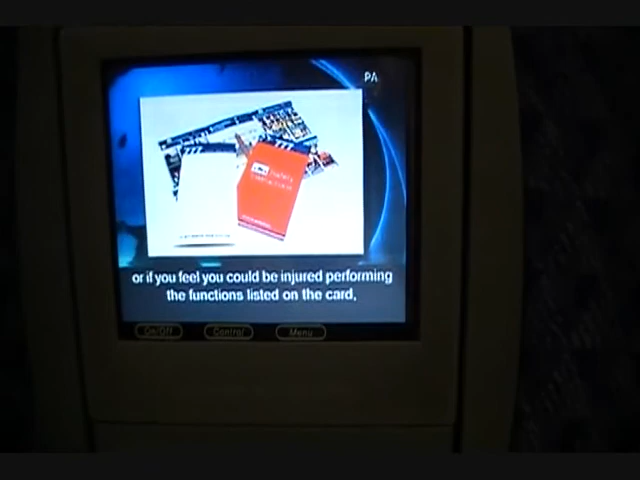 PA
or if you feel you could be injured performing
the functions listed on the card,
On/Off Control Menu